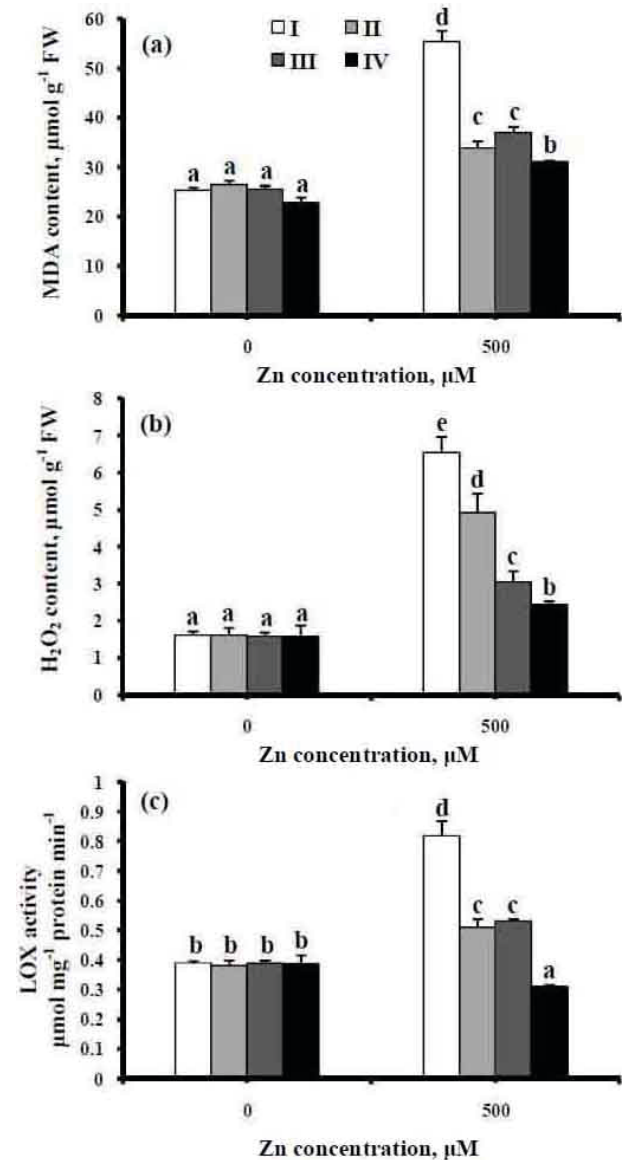 (a)
I II
III IV
MDA content, μmol g⁻¹ FW
60
50
40
30
20
10
0
a a a a
d c c b
0 500
Zn concentration, μM
(b)
H₂O₂ content, μmol g⁻¹ FW
8
7
6
5
4
3
2
1
0
a a a a
e d c b
0 500
Zn concentration, μM
(c)
LOX activity
μmol mg⁻¹ protein min⁻¹
1
0.9
0.8
0.7
0.6
0.5
0.4
0.3
0.2
0.1
0
b b b b
d c c a
0 500
Zn concentration, μM